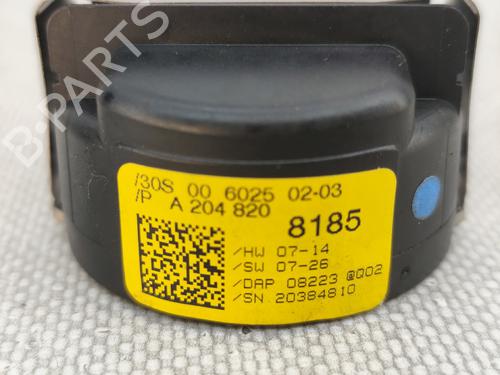 B-PARTS
/30S 00 6025 02-03
/P A 204 820 8185
/HW 07-14
/SW 07-26
/DAP 08223 @Q02
/SN 20384810